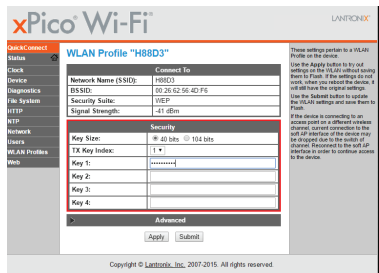 xPico® Wi-Fi®
LANTRONIX®
QuickConnect
Status
Clock
Device
Diagnostics
File System
HTTP
NTP
Network
Users
WLAN Profiles
Web
WLAN Profile "H88D3"
Connect To
Network Name (SSID): H88D3
BSSID: 00:26:62:56:4D:F6
Security Suite: WEP
Signal Strength: -41 dBm
Security
Key Size: 40 bits 104 bits
TX Key Index: 1
Key 1: ••••••••••
Key 2:
Key 3:
Key 4:
Advanced
Apply Submit
These settings pertain to a WLAN
Profile on the device.
Use the Apply button to try out
settings on the WLAN without saving
them to Flash. If the settings do not
work, when you reboot the device, it
will still have the original settings.
Use the Submit button to update
the WLAN settings and save them to
Flash.
If the device is connecting to an
access point on a different wireless
channel, current connection to the
soft AP interface of the device may
be dropped due to the switch of
channel. Reconnect to the soft AP
interface in order to continue access
to the device.
Copyright © Lantronix, Inc. 2007-2015. All rights reserved.